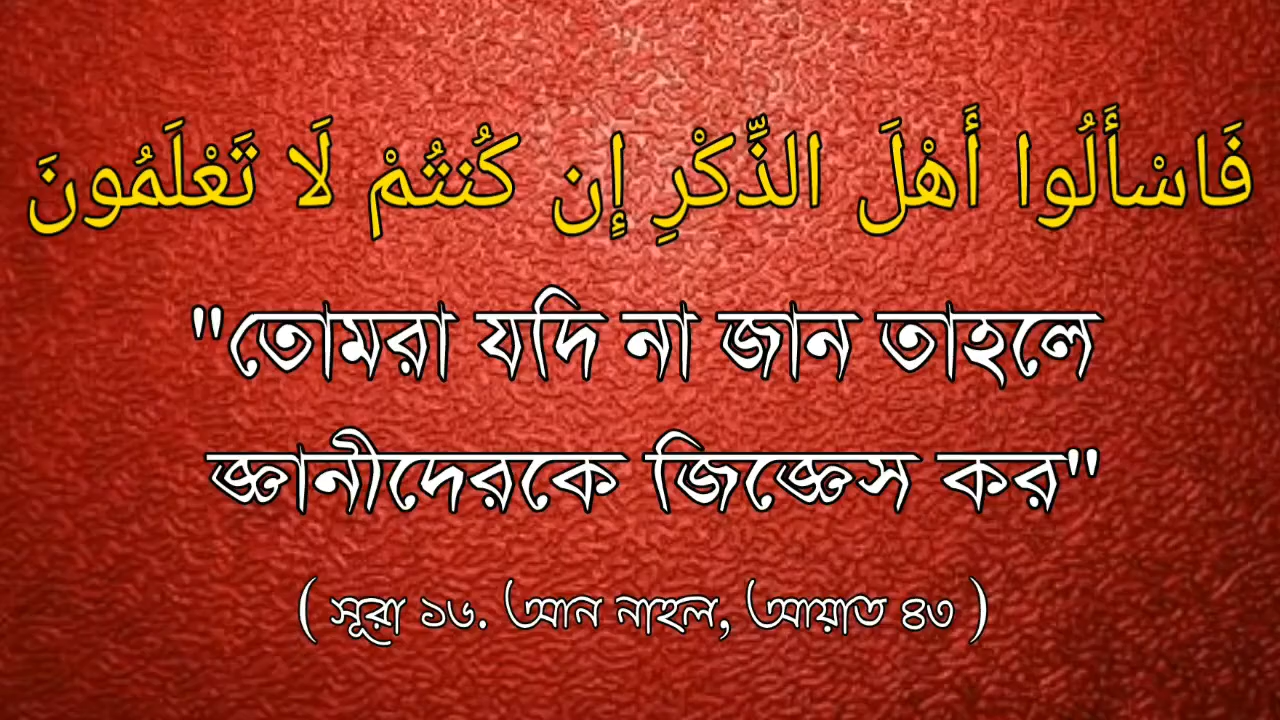 فَاسْأَلُوا أَهْلَ الذِّكْرِ إِن كُنتُمْ لَا تَعْلَمُونَ
"তোমরা যদি না জান তাহলে
জ্ঞানীদেরকে জিজ্ঞেস কর"
( সূরা ১৬. আন নাহল, আয়াত ৪৩ )